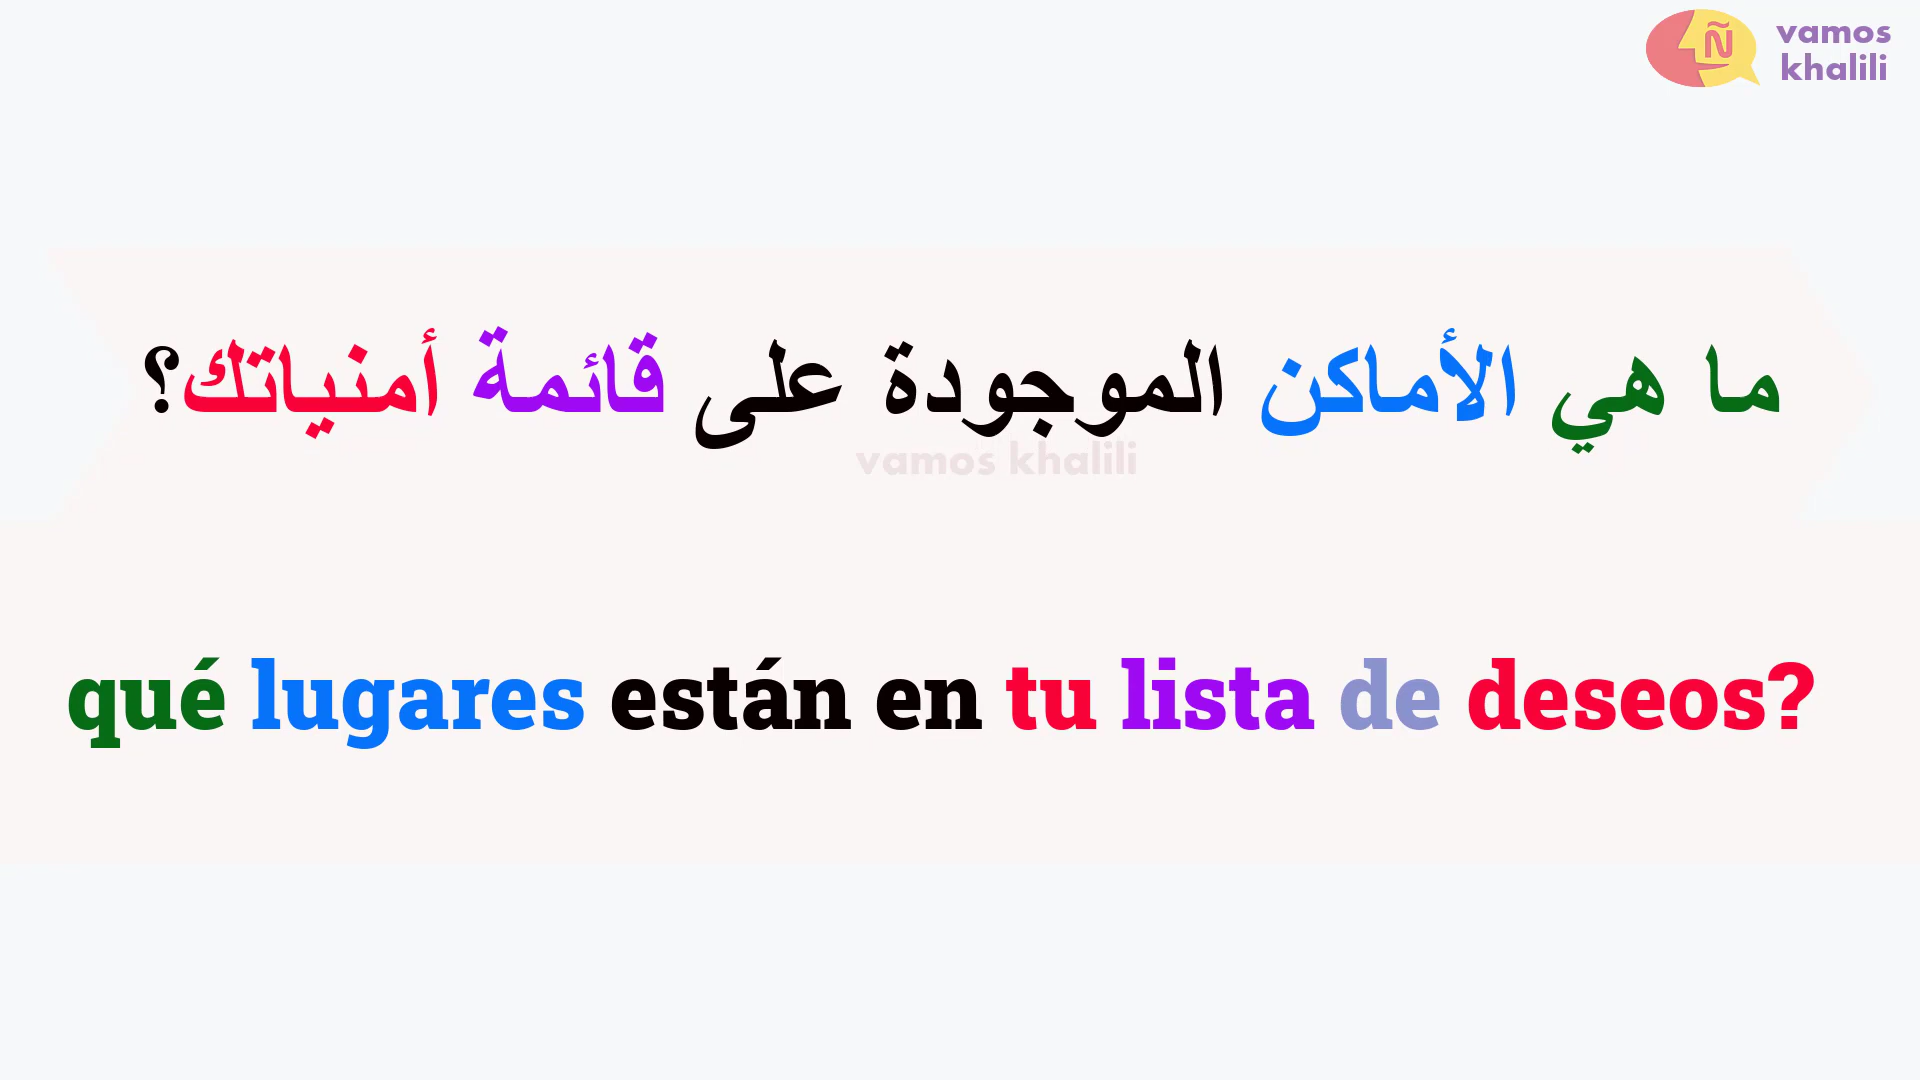 Ñ
vamos
khalili
ما هي الأماكن الموجودة على قائمة أمنياتك؟
vamos khalili
qué lugares están en tu lista de deseos?